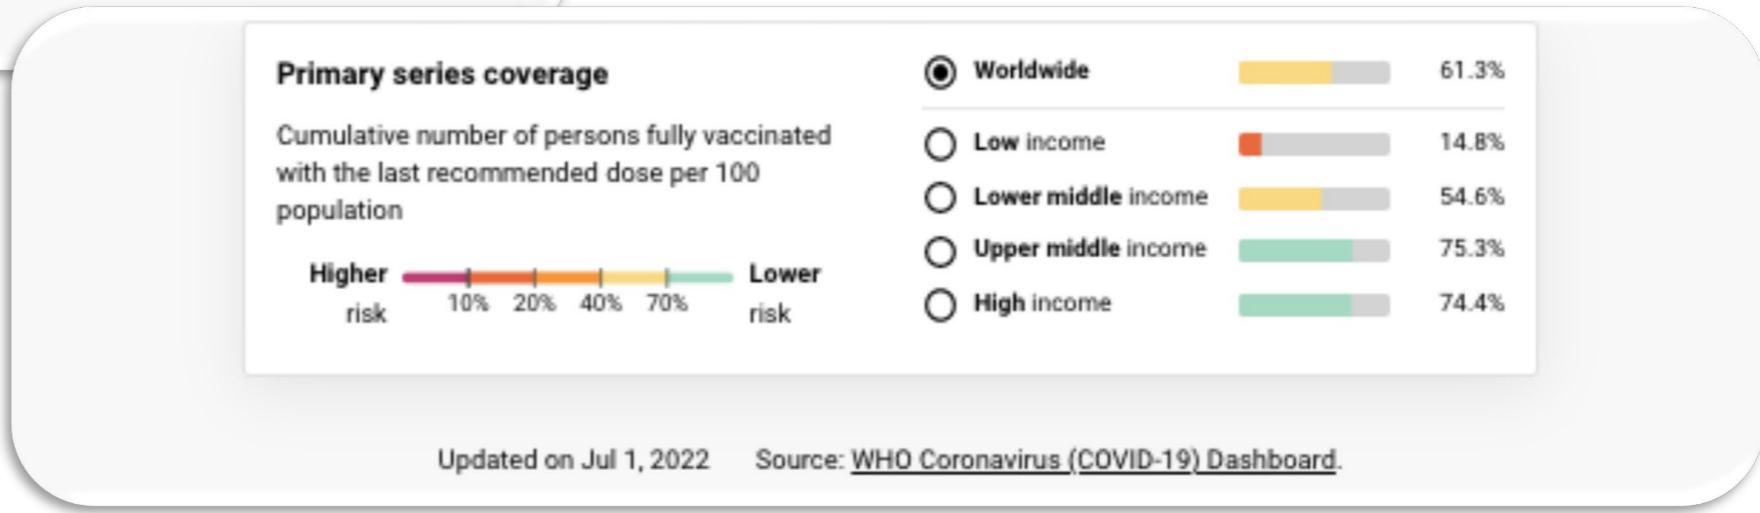 Primary series coverage
Cumulative number of persons fully vaccinated
with the last recommended dose per 100
population
Higher risk
10% 20% 40% 70%
Lower risk
Worldwide 61.3%
Low income 14.8%
Lower middle income 54.6%
Upper middle income 75.3%
High income 74.4%
Updated on Jul 1, 2022 Source: WHO Coronavirus (COVID-19) Dashboard.